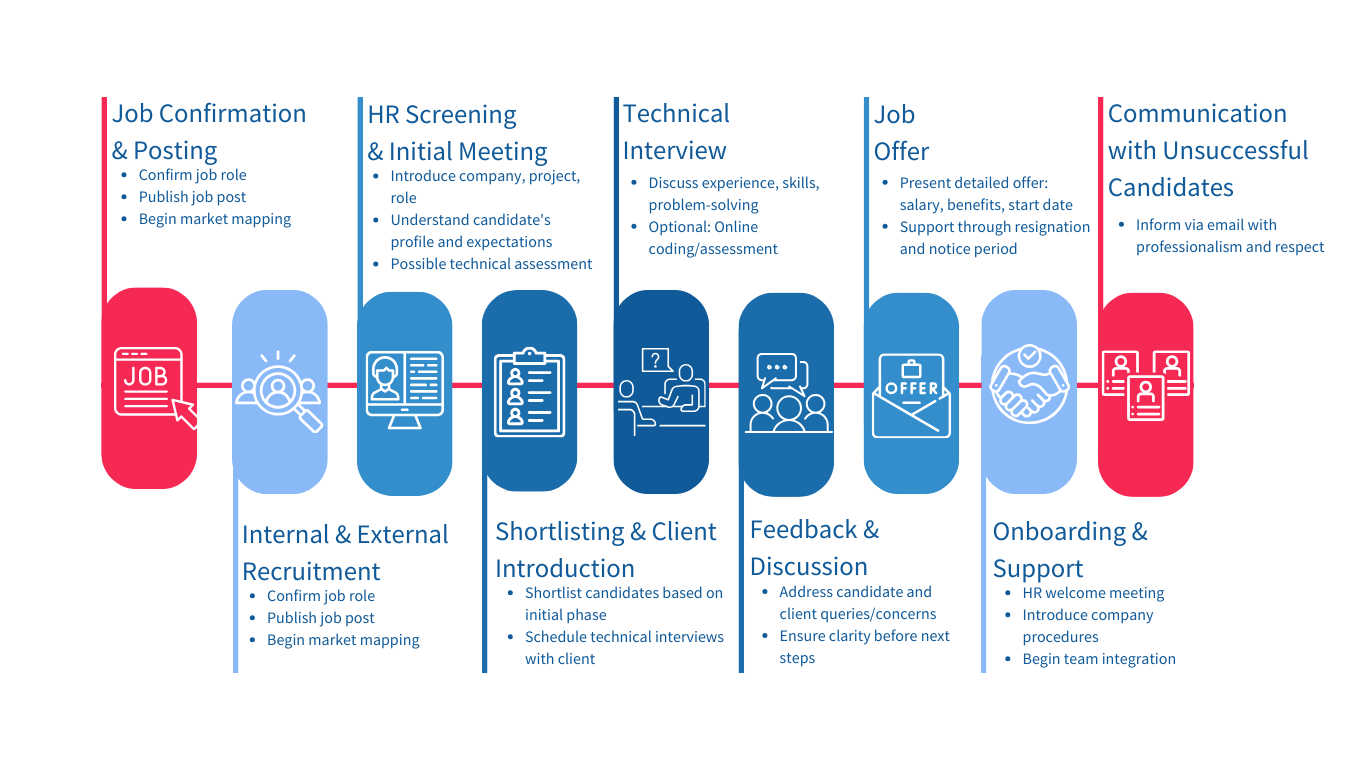 Job Confirmation
& Posting
• Confirm job role
• Publish job post
• Begin market mapping
HR Screening
& Initial Meeting
• Introduce company, project,
role
• Understand candidate's
profile and expectations
• Possible technical assessment
Technical
Interview
• Discuss experience, skills,
problem-solving
• Optional: Online
coding/assessment
Job
Offer
• Present detailed offer:
salary, benefits, start date
• Support through resignation
and notice period
Communication
with Unsuccessful
Candidates
• Inform via email with
professionalism and respect
JOB
?
OFFER
Internal & External
Recruitment
• Confirm job role
• Publish job post
• Begin market mapping
Shortlisting & Client
Introduction
• Shortlist candidates based on
initial phase
• Schedule technical interviews
with client
Feedback &
Discussion
• Address candidate and
client queries/concerns
• Ensure clarity before next
steps
Onboarding &
Support
• HR welcome meeting
• Introduce company
procedures
• Begin team integration